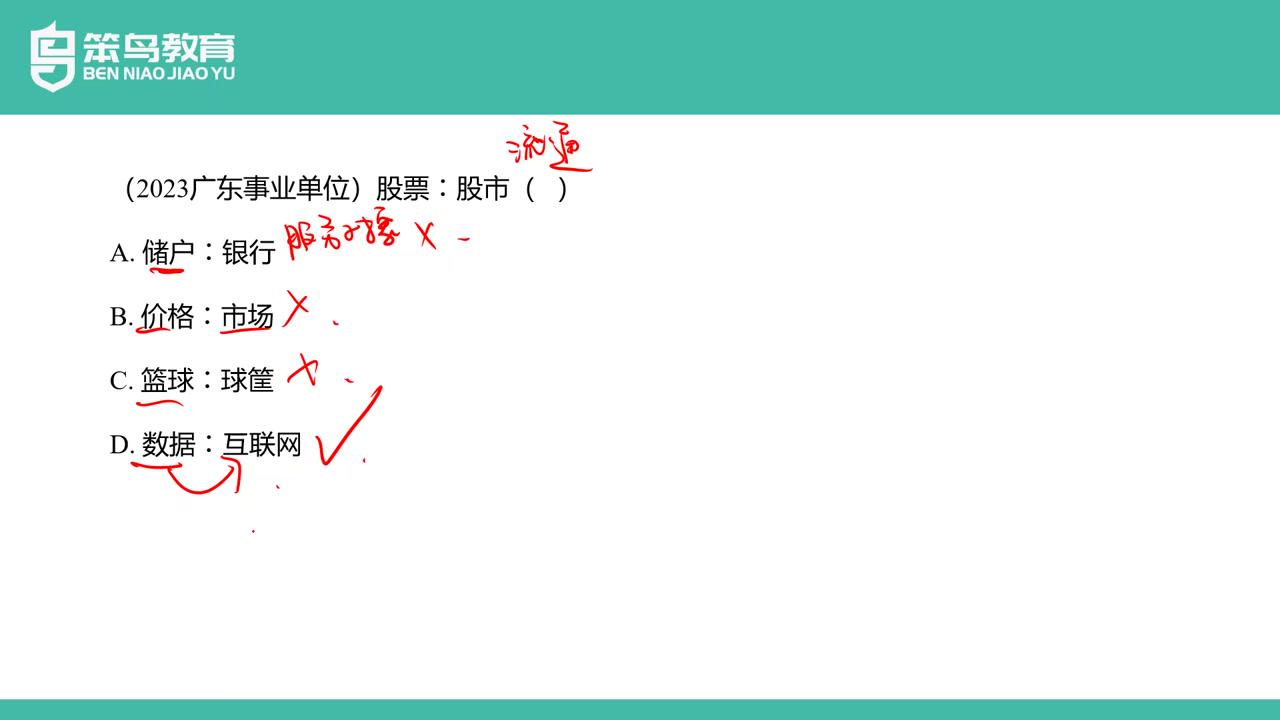 笨鸟教育
BEN NIAO JIAO YU
流通
（2023广东事业单位）股票：股市（ ）
A. 储户：银行 服务对象
B. 价格：市场
C. 篮球：球筐
D. 数据：互联网